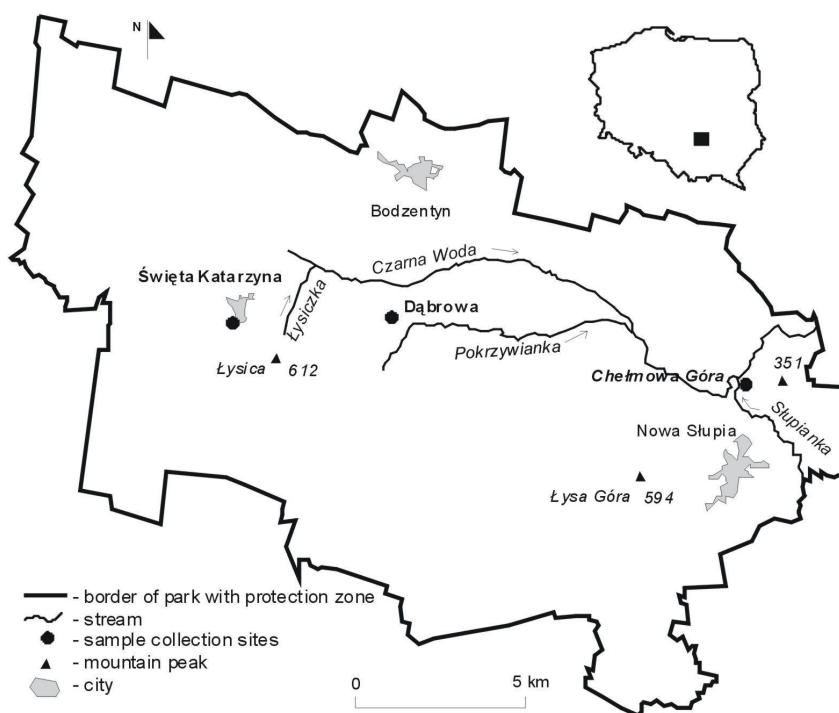 N
Bodzentyn
Czarna Woda
Święta Katarzyna
Łysiczka
Dąbrowa
Pokrzywianka
Łysica 612
351
Chełmowa Góra
Słupianka
Nowa Słupia
Łysa Góra 594
- border of park with protection zone
- stream
- sample collection sites
- mountain peak
- city
0 5 km